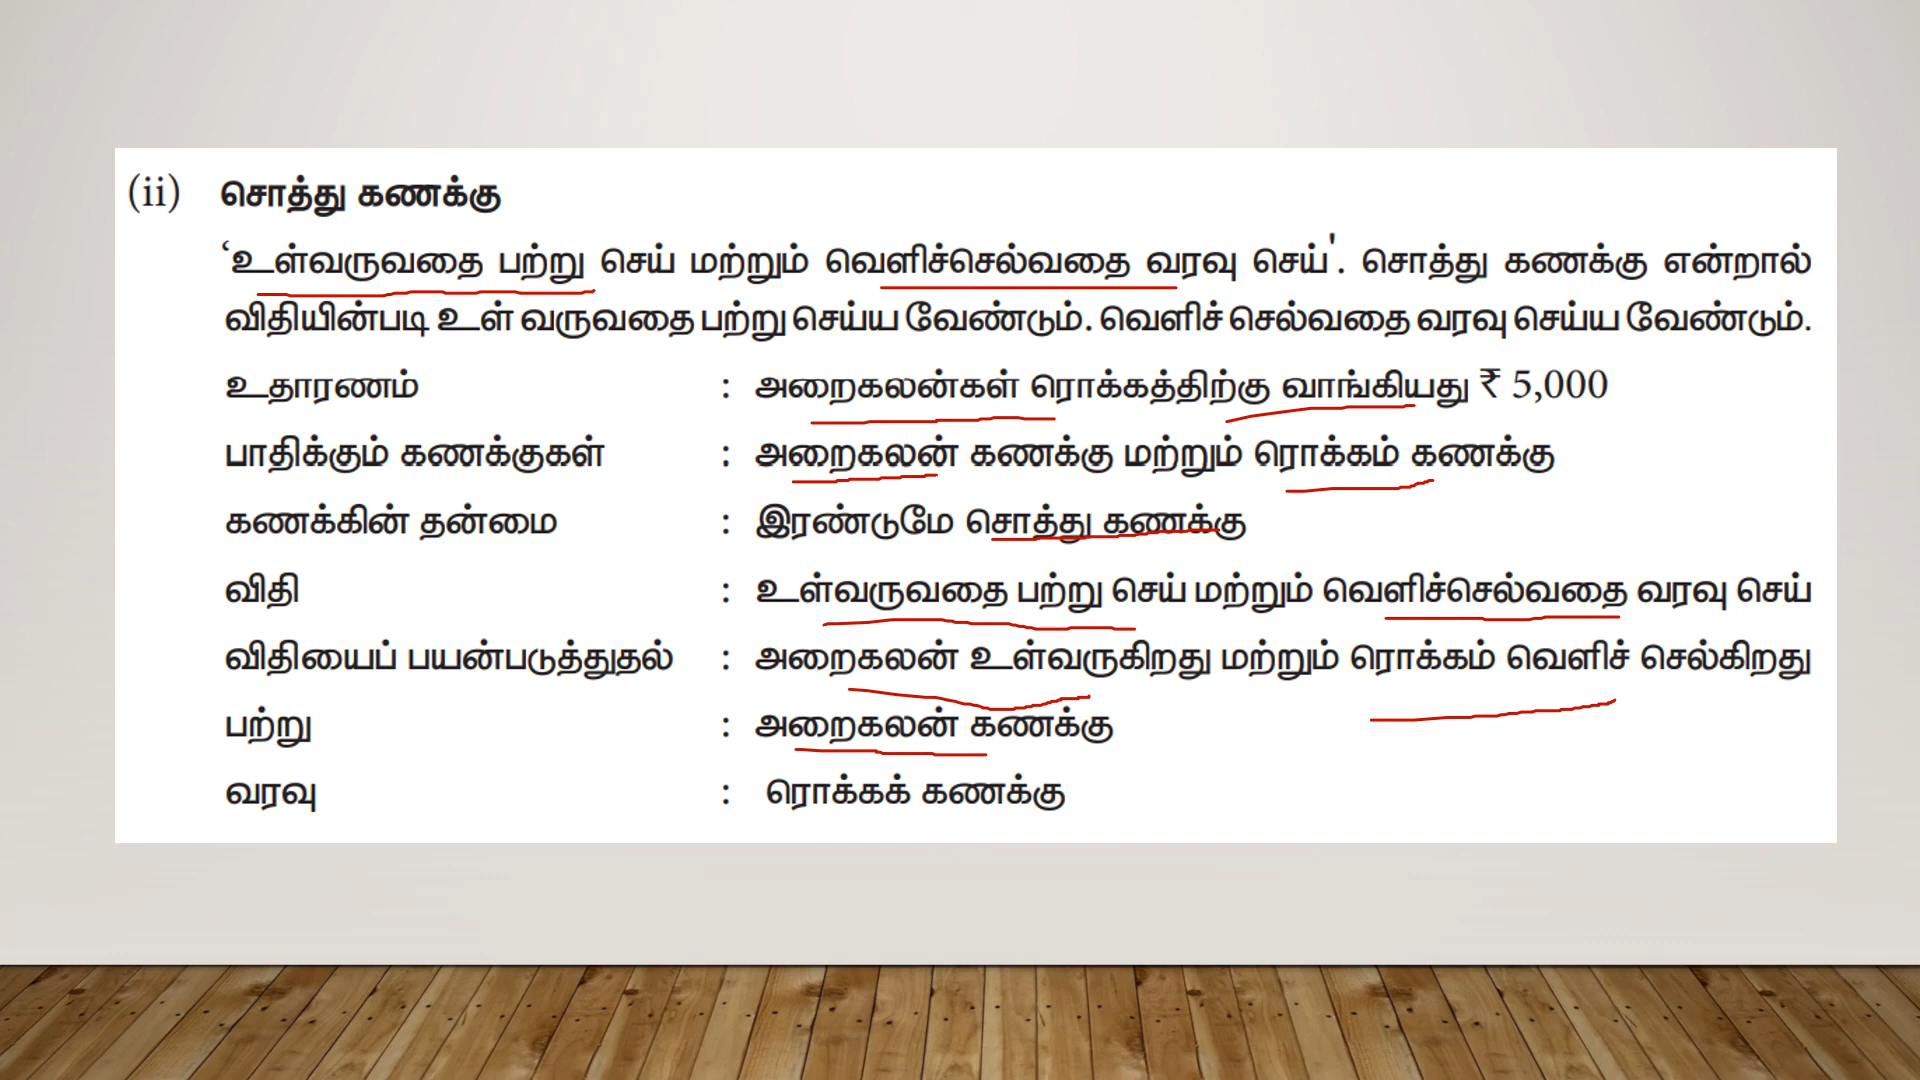 (ii) சொத்து கணக்கு
‘உள்வருவதை பற்று செய் மற்றும் வெளிச்செல்வதை வரவு செய்'. சொத்து கணக்கு என்றால்
விதியின்படி உள் வருவதை பற்று செய்ய வேண்டும். வெளிச் செல்வதை வரவு செய்ய வேண்டும்.
உதாரணம் : அறைகலன்கள் ரொக்கத்திற்கு வாங்கியது ₹ 5,000
பாதிக்கும் கணக்குகள் : அறைகலன் கணக்கு மற்றும் ரொக்கம் கணக்கு
கணக்கின் தன்மை : இரண்டுமே சொத்து கணக்கு
விதி : உள்வருவதை பற்று செய் மற்றும் வெளிச்செல்வதை வரவு செய்
விதியைப் பயன்படுத்துதல் : அறைகலன் உள்வருகிறது மற்றும் ரொக்கம் வெளிச் செல்கிறது
பற்று : அறைகலன் கணக்கு
வரவு : ரொக்கக் கணக்கு